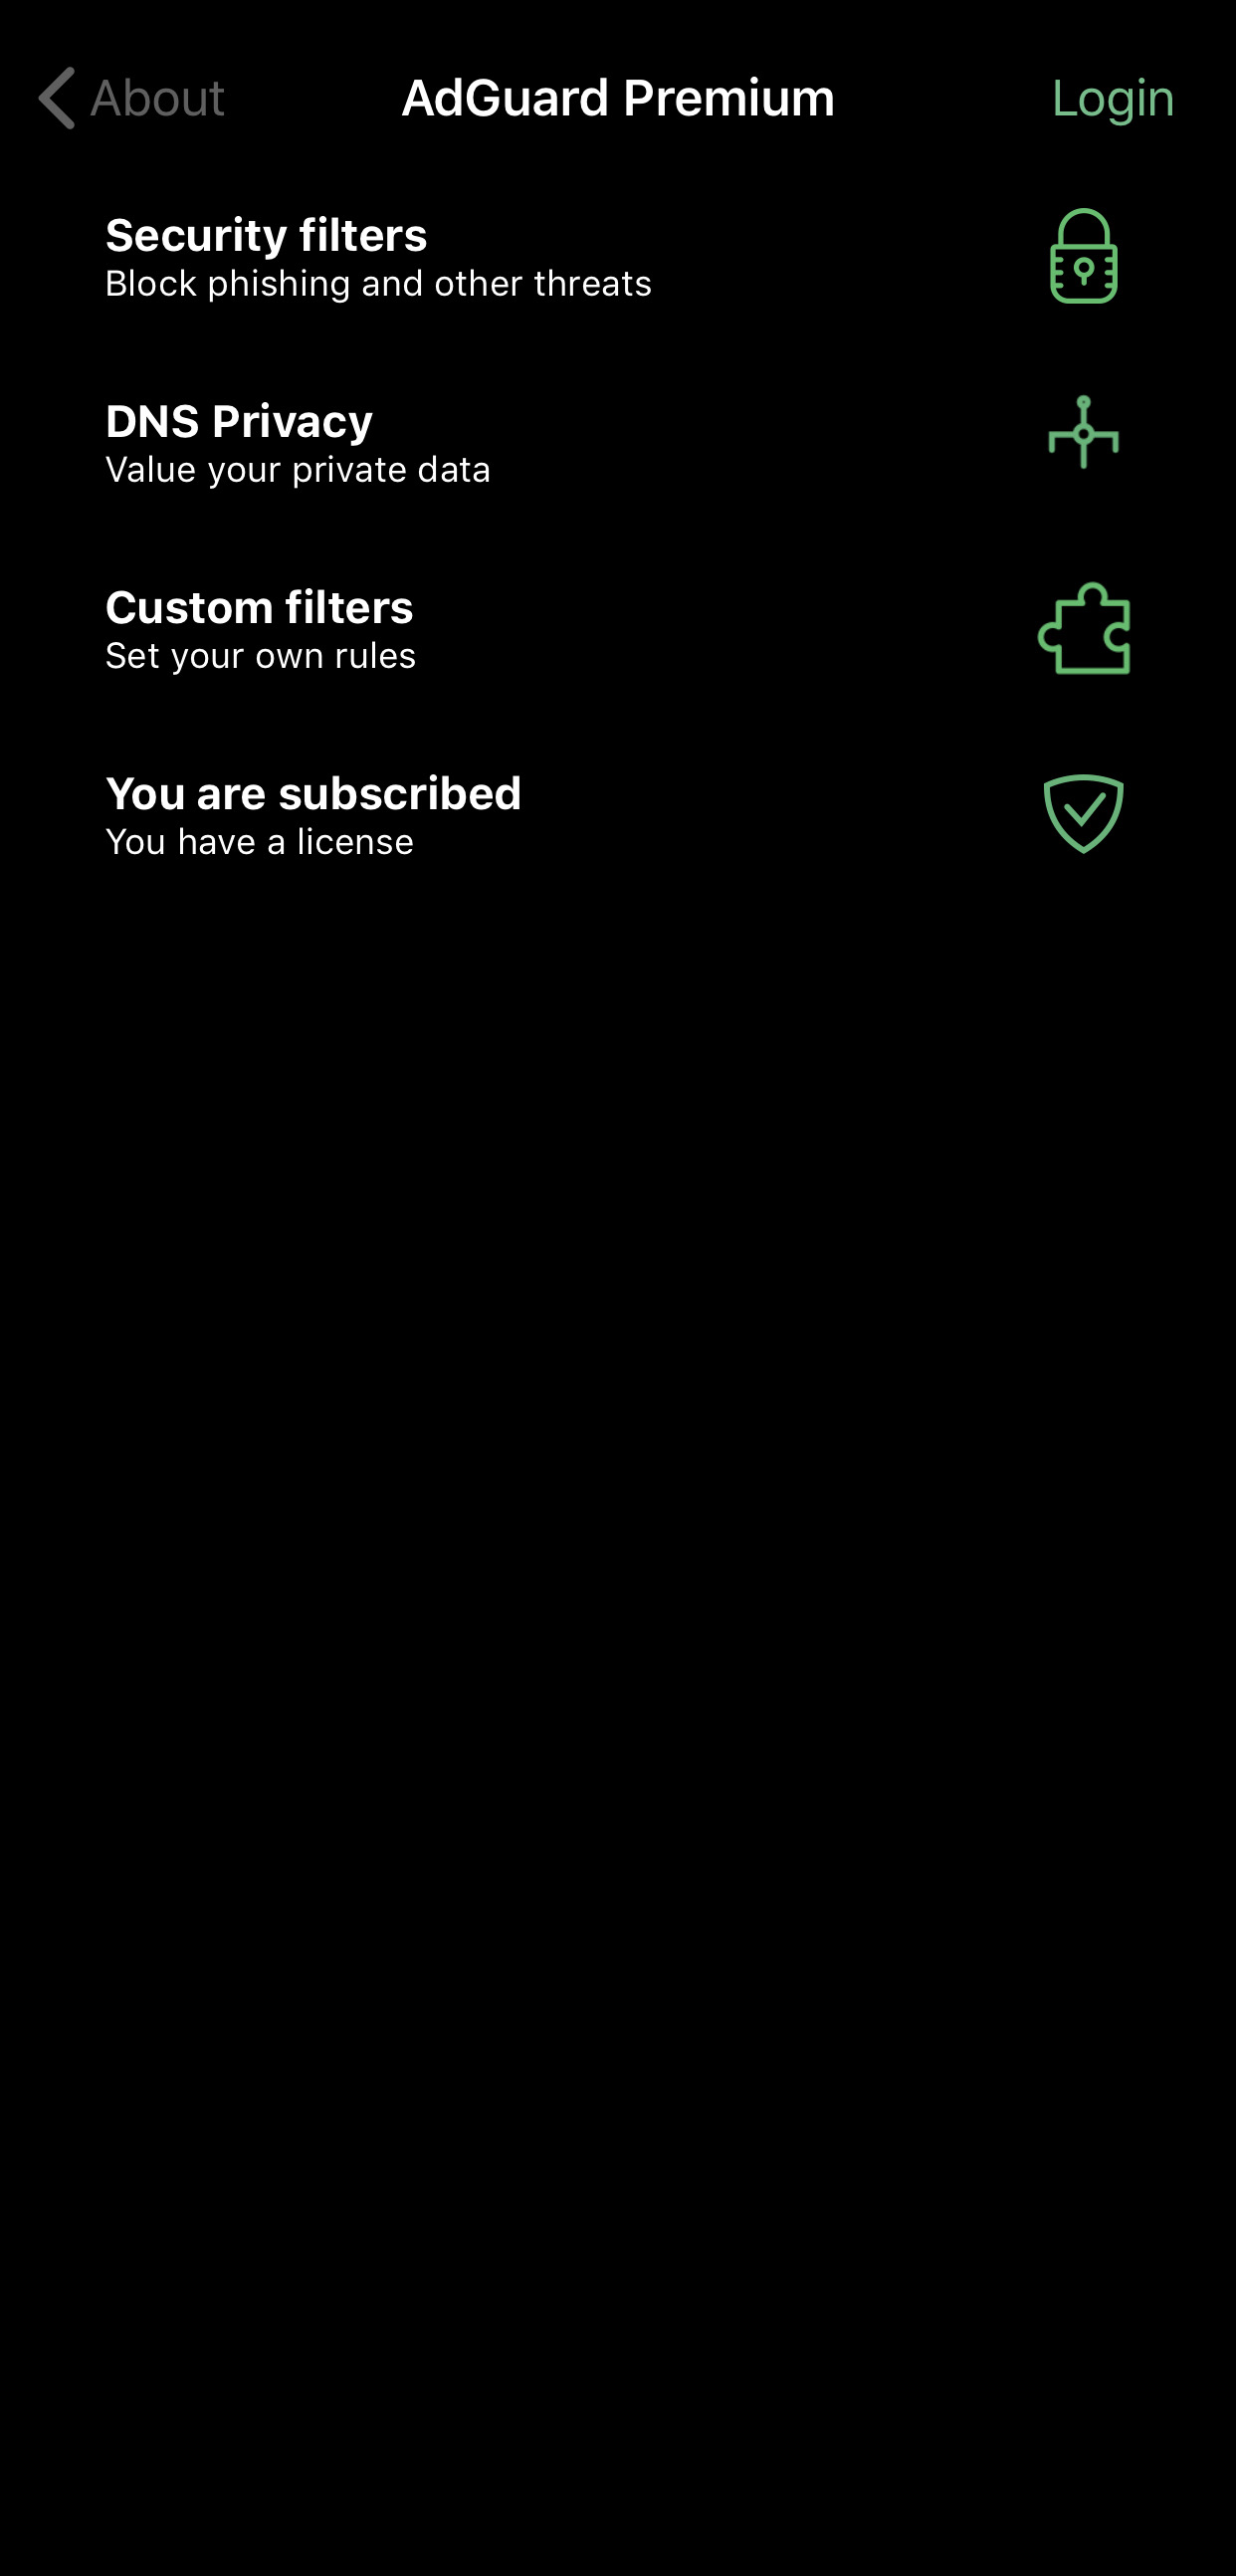 About
AdGuard Premium
Login
Security filters
Block phishing and other threats
DNS Privacy
Value your private data
Custom filters
Set your own rules
You are subscribed
You have a license